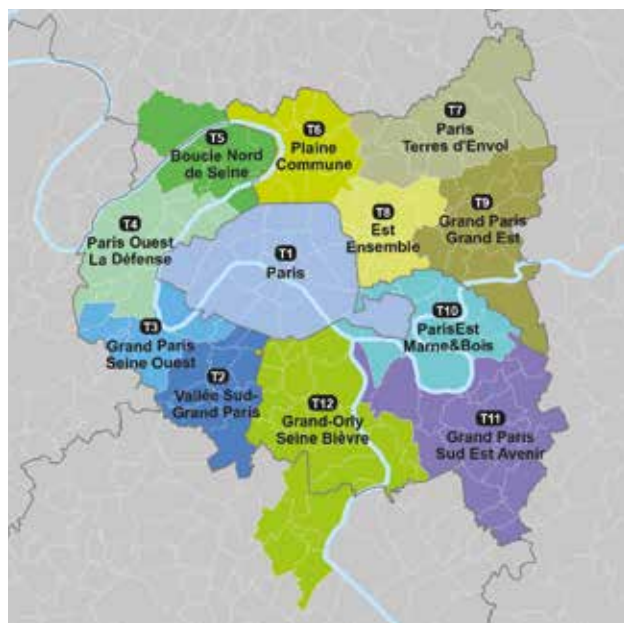 T7
Paris
Terres d'Envol
T6
Plaine
Commune
T5
Boucle Nord
de Seine
T9
Grand Paris
Grand Est
T8
Est
Ensemble
T4
Paris Ouest
La Défense
T1
Paris
T10
ParisEst
Marne&Bois
T3
Grand Paris
Seine Ouest
T2
Vallée Sud-
Grand Paris
T12
Grand-Orly
Seine Bièvre
T11
Grand Paris
Sud Est Avenir